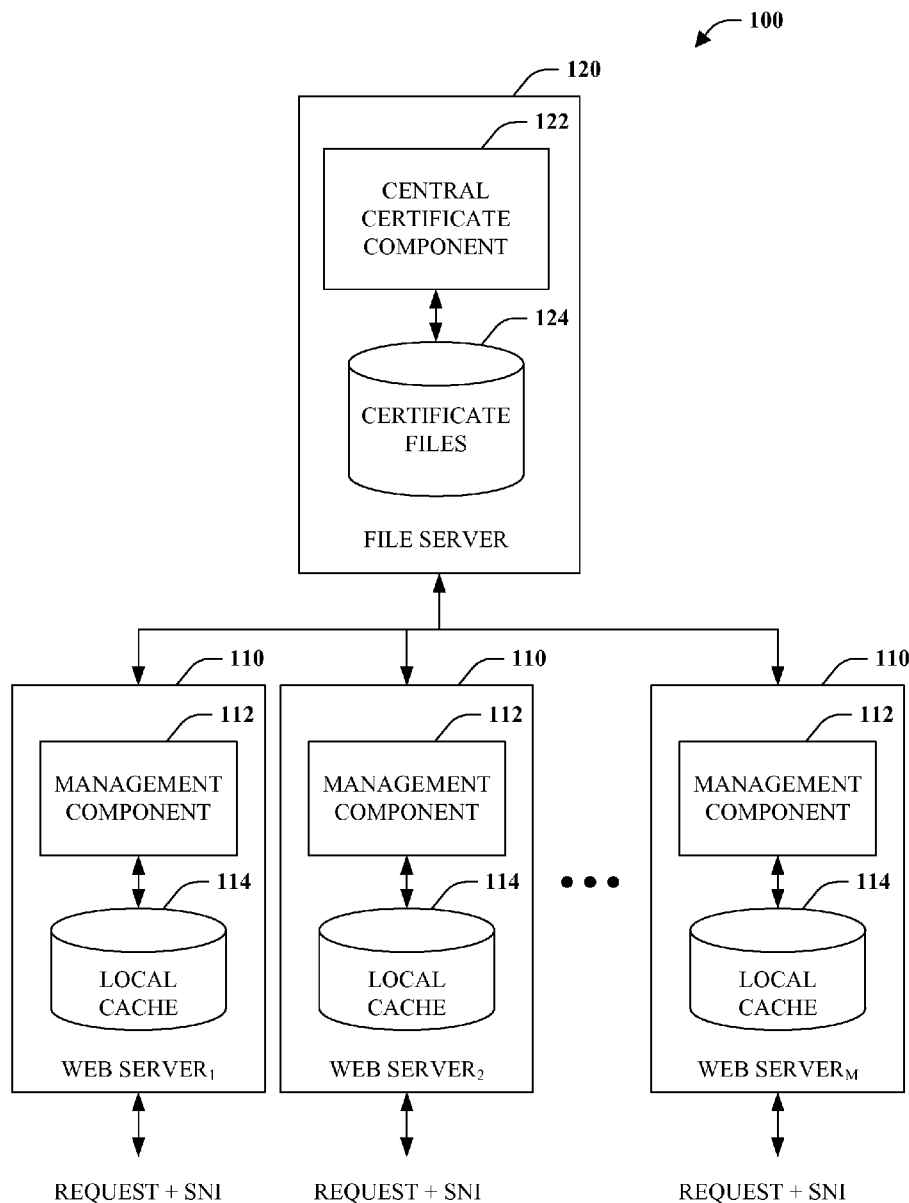 100
120
122
CENTRAL
CERTIFICATE
COMPONENT
124
CERTIFICATE
FILES
FILE SERVER
110
110
110
112
112
112
MANAGEMENT
COMPONENT
MANAGEMENT
COMPONENT
MANAGEMENT
COMPONENT
114
114
114
LOCAL
CACHE
LOCAL
CACHE
LOCAL
CACHE
WEB SERVER₁
WEB SERVER₂
WEB SERVERM
REQUEST + SNI
REQUEST + SNI
REQUEST + SNI